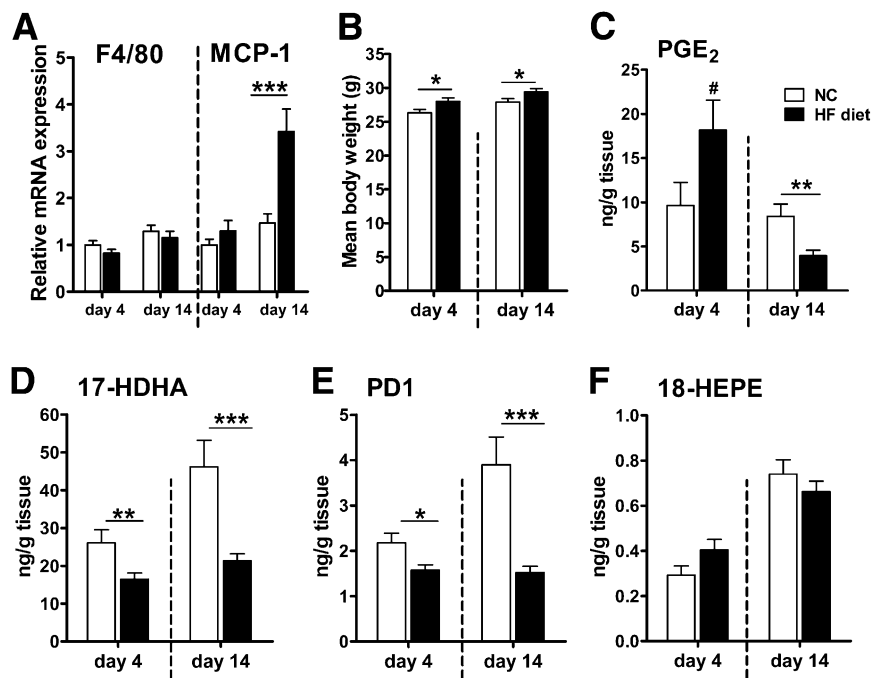 A
F4/80
MCP-1
***
Relative mRNA expression
5
4
3
2
1
0
day 4
day 14
day 4
day 14
B
*
*
Mean body weight (g)
35
30
25
20
15
10
5
0
day 4
day 14
C
PGE2
#
**
NC
HF diet
ng/g tissue
25
20
15
10
5
0
day 4
day 14
D
17-HDHA
**
***
ng/g tissue
60
50
40
30
20
10
0
day 4
day 14
E
PD1
*
***
ng/g tissue
5
4
3
2
1
0
day 4
day 14
F
18-HEPE
ng/g tissue
1.0
0.8
0.6
0.4
0.2
0.0
day 4
day 14